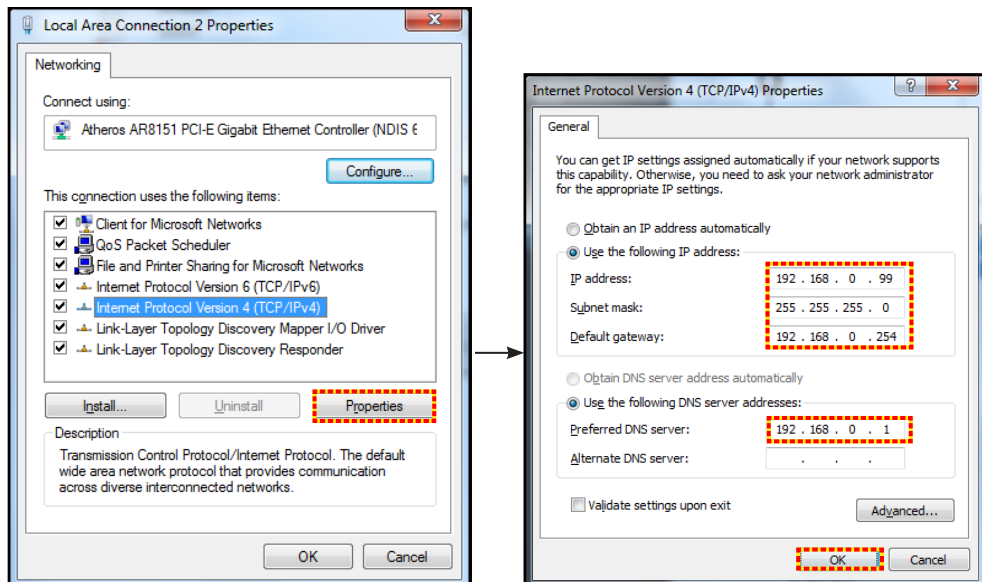 Local Area Connection 2 Properties
Networking
Connect using:
Atheros AR8151 PCI-E Gigabit Ethernet Controller (NDIS 6
Configure...
This connection uses the following items:
Client for Microsoft Networks
QoS Packet Scheduler
File and Printer Sharing for Microsoft Networks
Internet Protocol Version 6 (TCP/IPv6)
Internet Protocol Version 4 (TCP/IPv4)
Link-Layer Topology Discovery Mapper I/O Driver
Link-Layer Topology Discovery Responder
Install...
Uninstall
Properties
Description
Transmission Control Protocol/Internet Protocol. The default
wide area network protocol that provides communication
across diverse interconnected networks.
OK
Cancel
Internet Protocol Version 4 (TCP/IPv4) Properties
General
You can get IP settings assigned automatically if your network supports
this capability. Otherwise, you need to ask your network administrator
for the appropriate IP settings.
Obtain an IP address automatically
Use the following IP address:
IP address: 192 . 168 . 0 . 99
Subnet mask: 255 . 255 . 255 . 0
Default gateway: 192 . 168 . 0 . 254
Obtain DNS server address automatically
Use the following DNS server addresses:
Preferred DNS server: 192 . 168 . 0 . 1
Alternate DNS server: . . .
Validate settings upon exit
Advanced...
OK
Cancel